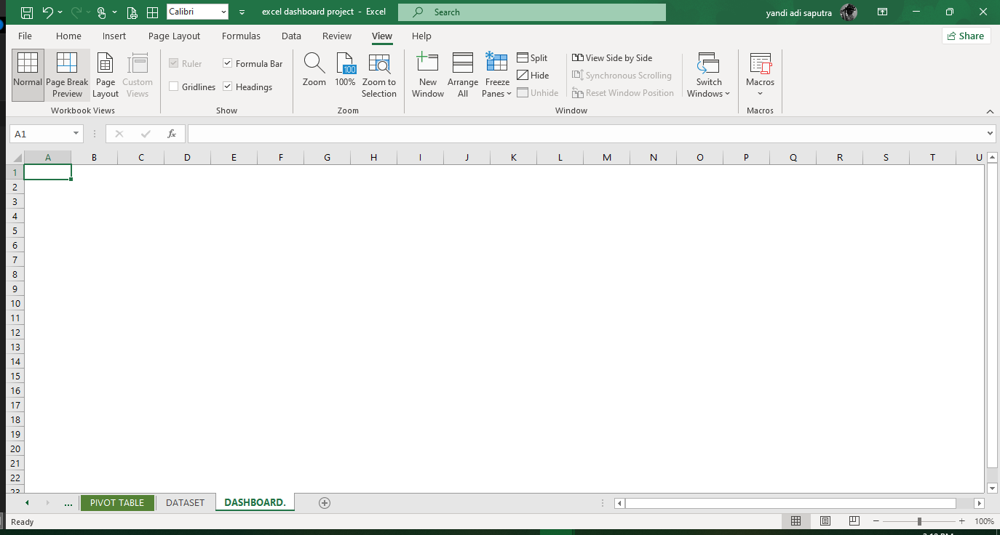 Calibri
excel dashboard project - Excel
Search
yandi adi saputra
File Home Insert Page Layout Formulas Data Review View Help
Share
Normal
Page Break Preview
Page Layout
Custom Views
Workbook Views
Ruler
Formula Bar
Gridlines
Headings
Show
Zoom
100
100%
Zoom to Selection
Zoom
New Window
Arrange All
Freeze Panes
Split
Hide
Unhide
View Side by Side
Synchronous Scrolling
Reset Window Position
Window
Switch Windows
Macros
Macros
A1
fx
A B C D E F G H I J K L M N O P Q R S T U
1
2
3
4
5
6
7
8
9
10
11
12
13
14
15
16
17
18
19
20
21
22
23
... PIVOT TABLE DATASET DASHBOARD.
Ready
100%